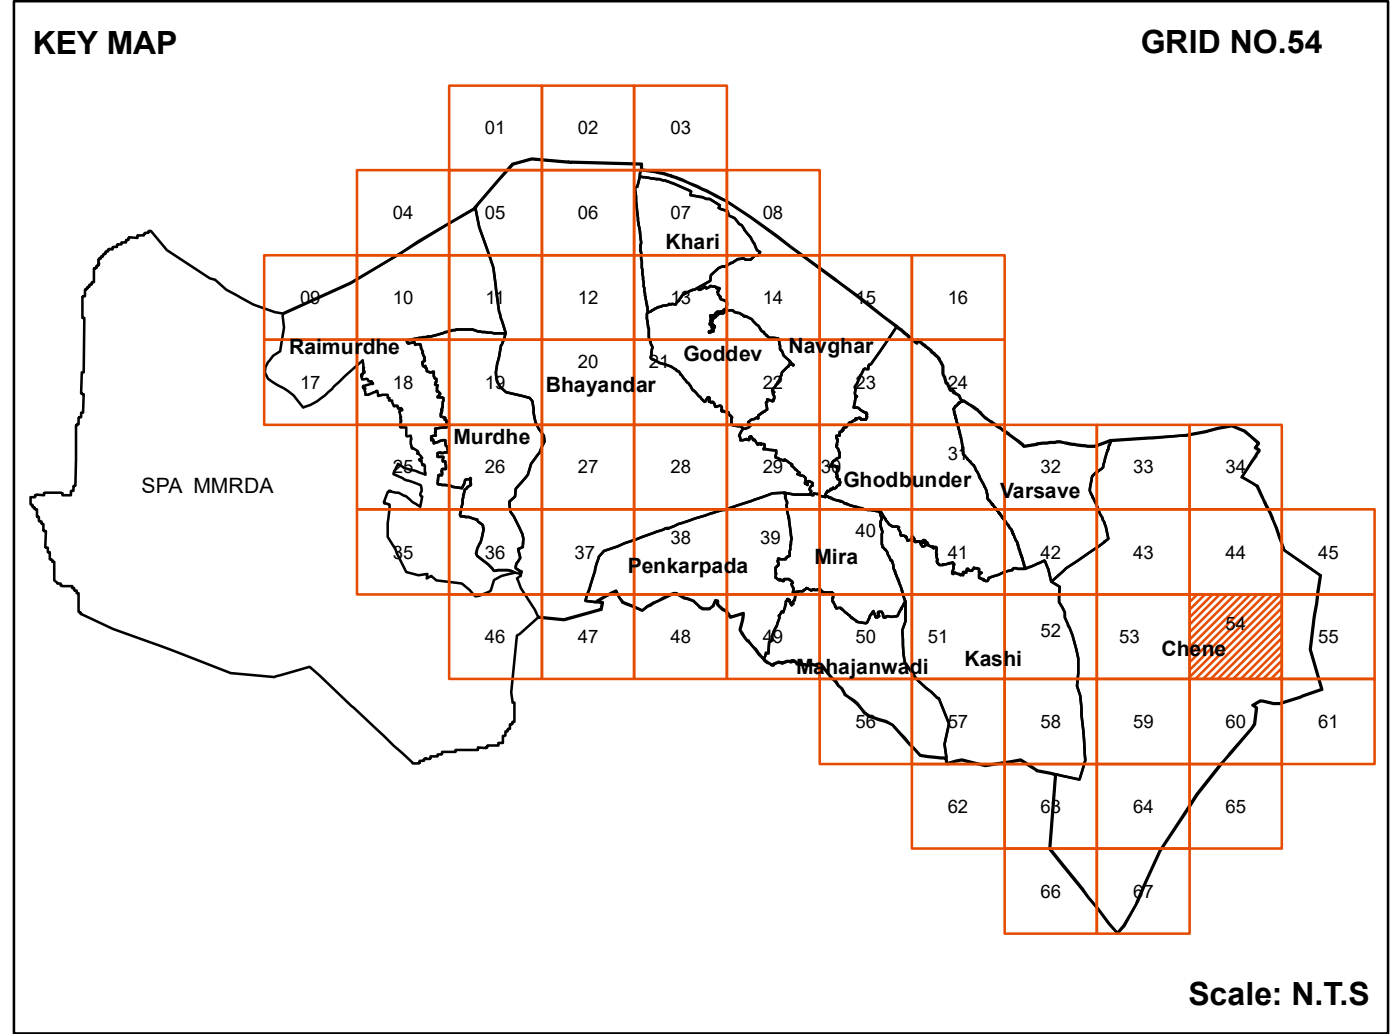 KEY MAP
GRID NO.54
01 02 03
04 05 06 07 08
Khari
09 10 11 12 13 14 15 16
Raimurdhe Goddev Navghar
17 18 19 20 21 22 23 24
Bhayandar
Murdhe
25 26 27 28 29 30 31 32 33 34
SPA MMRDA
Ghodbunder Varsave
35 36 37 38 39 40 41 42 43 44 45
Penkarpada Mira
46 47 48 49 50 51 52 53 54 55
Mahajanwadi Kashi Chene
56 57 58 59 60 61
62 63 64 65
66 67
Scale: N.T.S